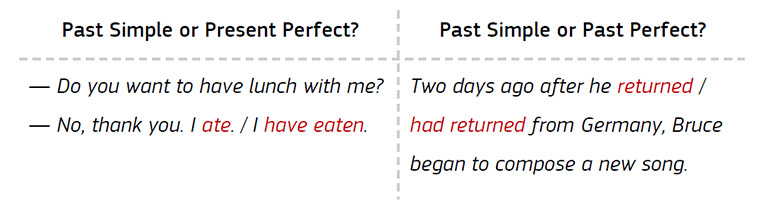 Past Simple or Present Perfect?
— Do you want to have lunch with me?
— No, thank you. I ate. / I have eaten.
Past Simple or Past Perfect?
Two days ago after he returned /
had returned from Germany, Bruce
began to compose a new song.